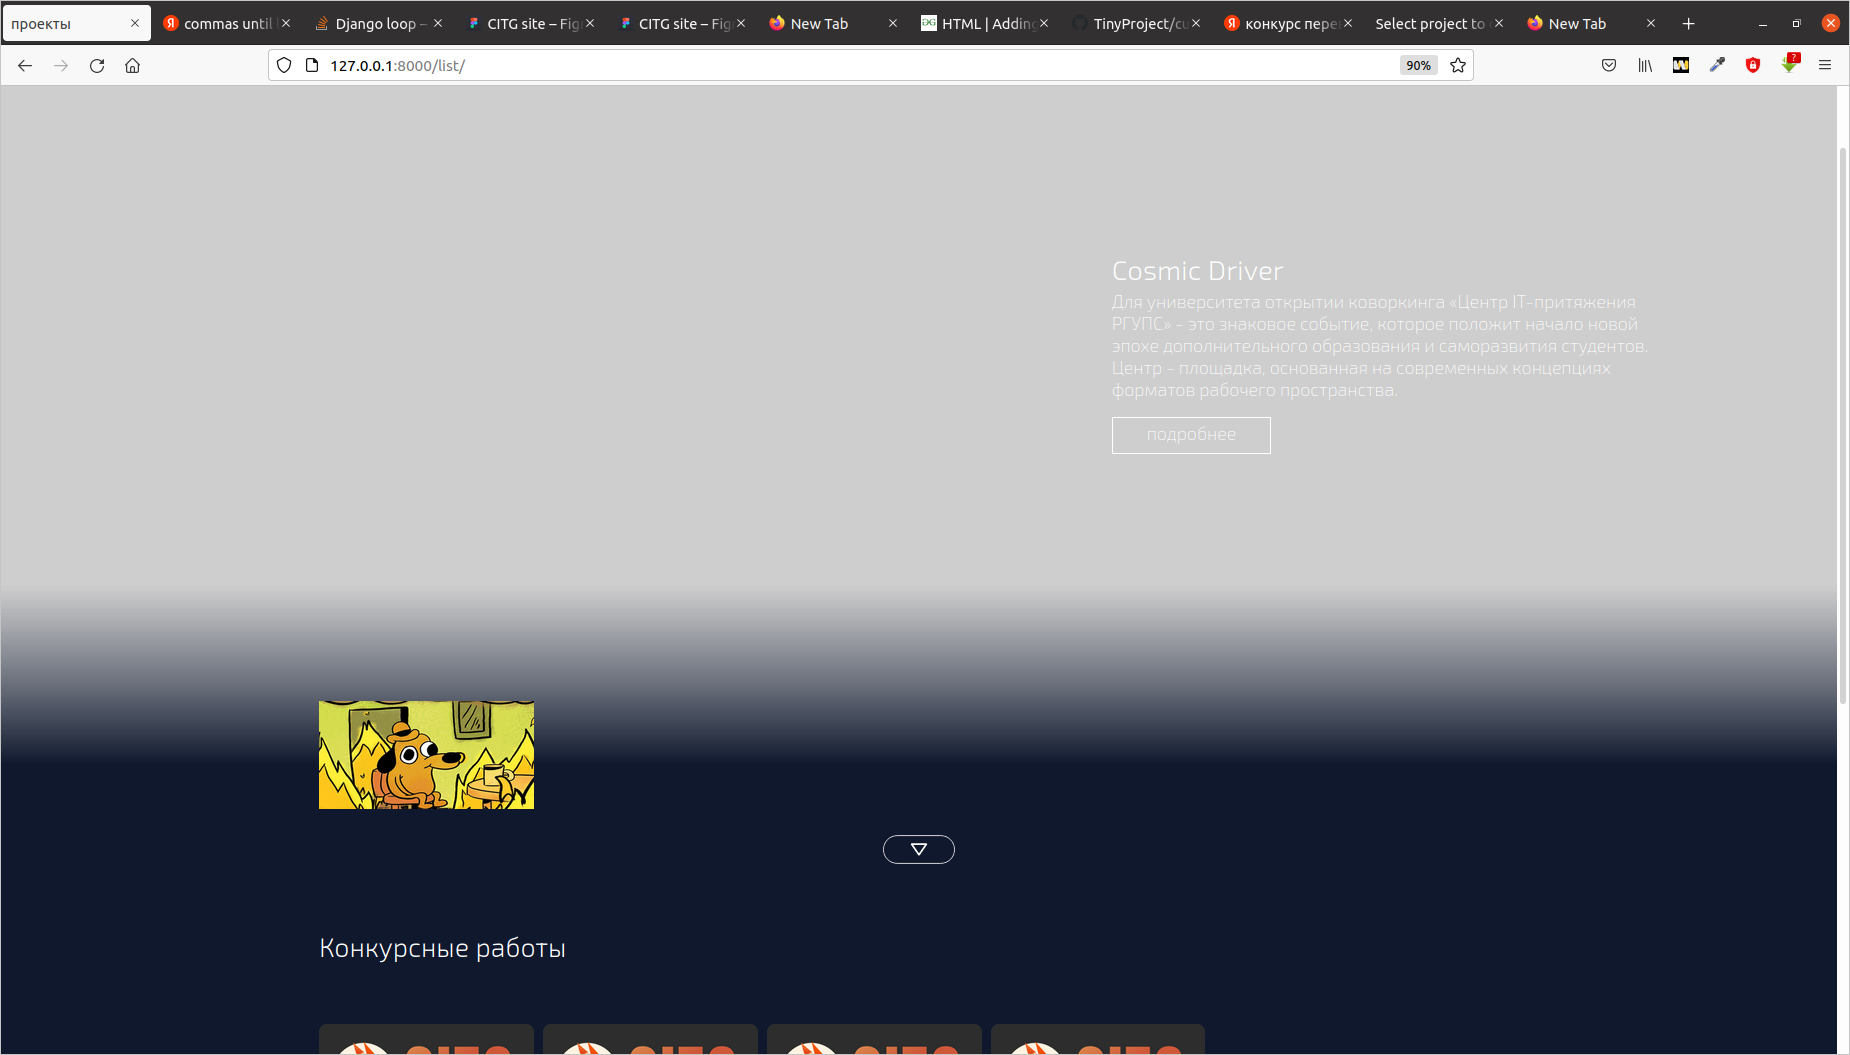 проекты
commas until
Django loop –
CITG site – Fig
CITG site – Fig
New Tab
HTML | Adding
TinyProject/cu
конкурс пере
Select project to
New Tab
127.0.0.1:8000/list/
90%
Cosmic Driver
Для университета открытии коворкинга «Центр IT-притяжения
РГУПС» - это знаковое событие, которое положит начало новой
эпохе дополнительного образования и саморазвития студентов.
Центр - площадка, основанная на современных концепциях
форматов рабочего пространства.
подробнее
Конкурсные работы